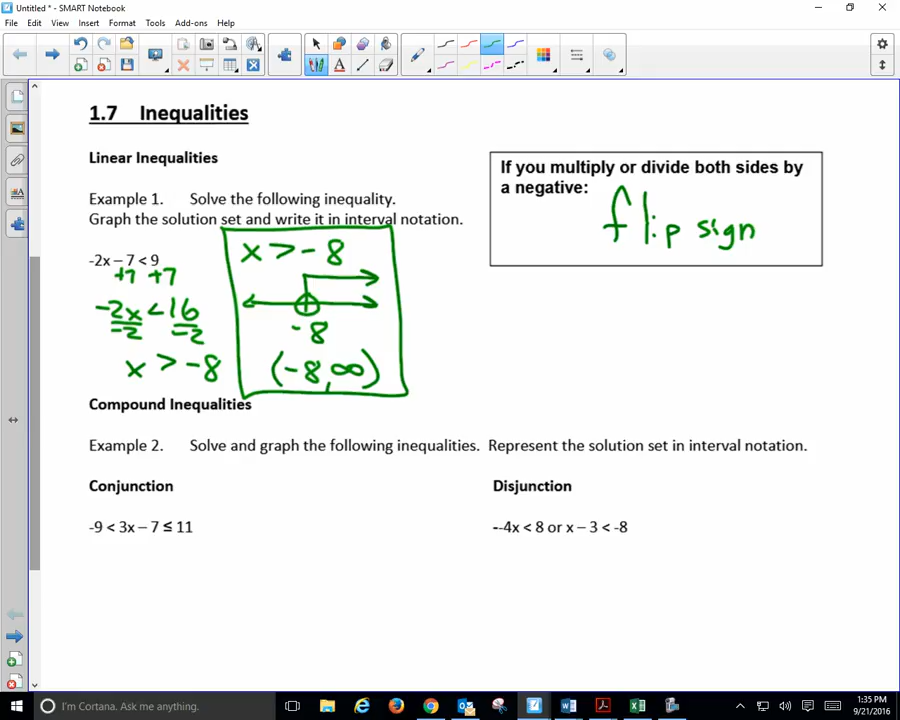 Untitled * - SMART Notebook
File Edit View Insert Format Tools Add-ons Help
1.7 Inequalities
Linear Inequalities
Example 1. Solve the following inequality.
Graph the solution set and write it in interval notation.
-2x – 7 < 9
+7 +7
-2x < 16
-2 -2
x > -8
x > -8
-8
(-8, ∞)
If you multiply or divide both sides by
a negative:
flip sign
Compound Inequalities
Example 2. Solve and graph the following inequalities. Represent the solution set in interval notation.
Conjunction
-9 < 3x – 7 ≤ 11
Disjunction
--4x < 8 or x – 3 < -8
I'm Cortana. Ask me anything.
1:35 PM
9/21/2016